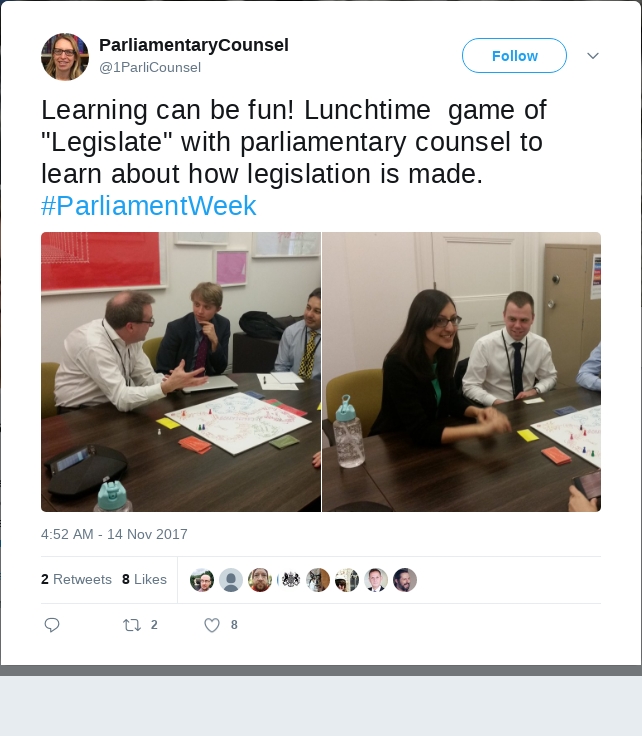 ParliamentaryCounsel
@1ParliCounsel
Follow
Learning can be fun! Lunchtime  game of
"Legislate" with parliamentary counsel to
learn about how legislation is made.
#ParliamentWeek
4:52 AM - 14 Nov 2017
2 Retweets 8 Likes
2
8